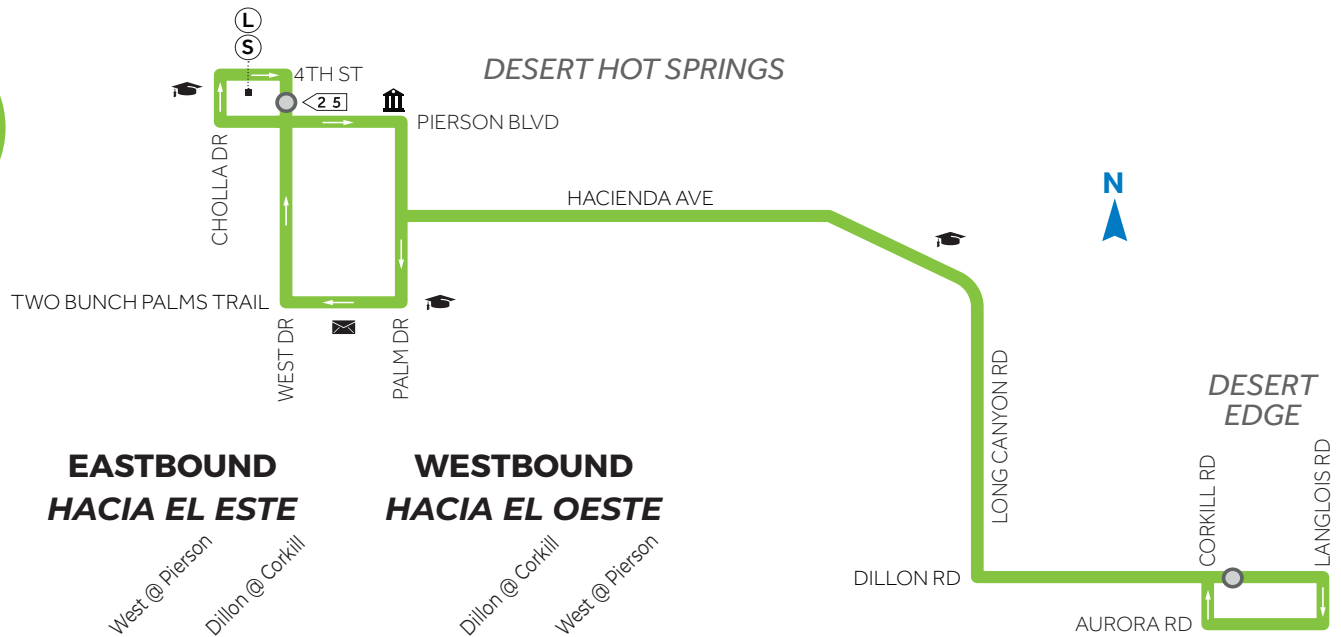 L
S
4TH ST
DESERT HOT SPRINGS
25
PIERSON BLVD
CHOLLA DR
N
HACIENDA AVE
TWO BUNCH PALMS TRAIL
WEST DR
PALM DR
LONG CANYON RD
DESERT
EDGE
CORKILL RD
LANGLOIS RD
DILLON RD
AURORA RD
EASTBOUND
HACIA EL ESTE
West @ Pierson
Dillon @ Corkill
WESTBOUND
HACIA EL OESTE
Dillon @ Corkill
West @ Pierson